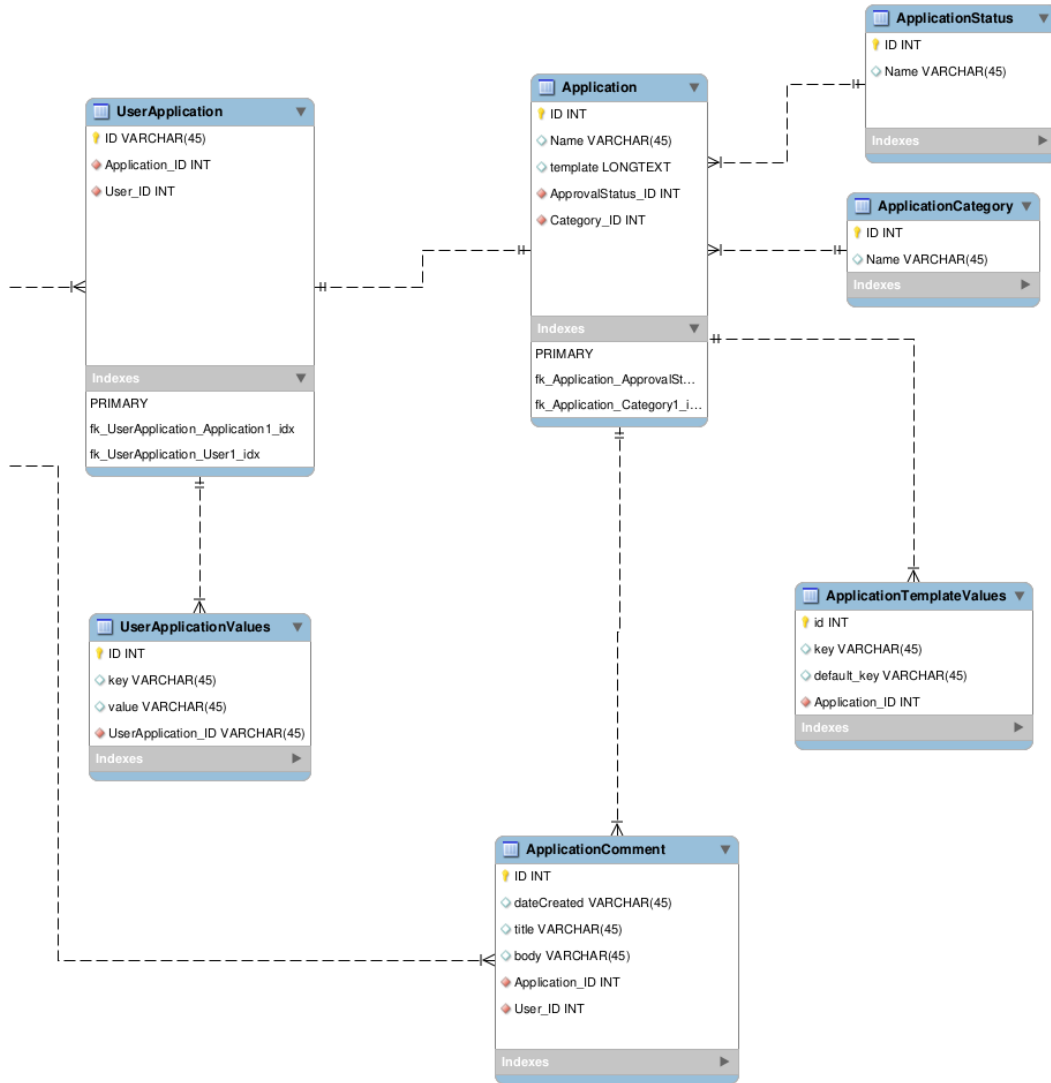 ApplicationStatus
ID INT
Name VARCHAR(45)
Indexes
Application
ID INT
Name VARCHAR(45)
template LONGTEXT
ApprovalStatus_ID INT
Category_ID INT
Indexes
PRIMARY
fk_Application_ApprovalSt...
fk_Application_Category1_i...
UserApplication
ID VARCHAR(45)
Application_ID INT
User_ID INT
Indexes
PRIMARY
fk_UserApplication_Application1_idx
fk_UserApplication_User1_idx
ApplicationCategory
ID INT
Name VARCHAR(45)
Indexes
UserApplicationValues
ID INT
key VARCHAR(45)
value VARCHAR(45)
UserApplication_ID VARCHAR(45)
Indexes
ApplicationTemplateValues
id INT
key VARCHAR(45)
default_key VARCHAR(45)
Application_ID INT
Indexes
ApplicationComment
ID INT
dateCreated VARCHAR(45)
title VARCHAR(45)
body VARCHAR(45)
Application_ID INT
User_ID INT
Indexes